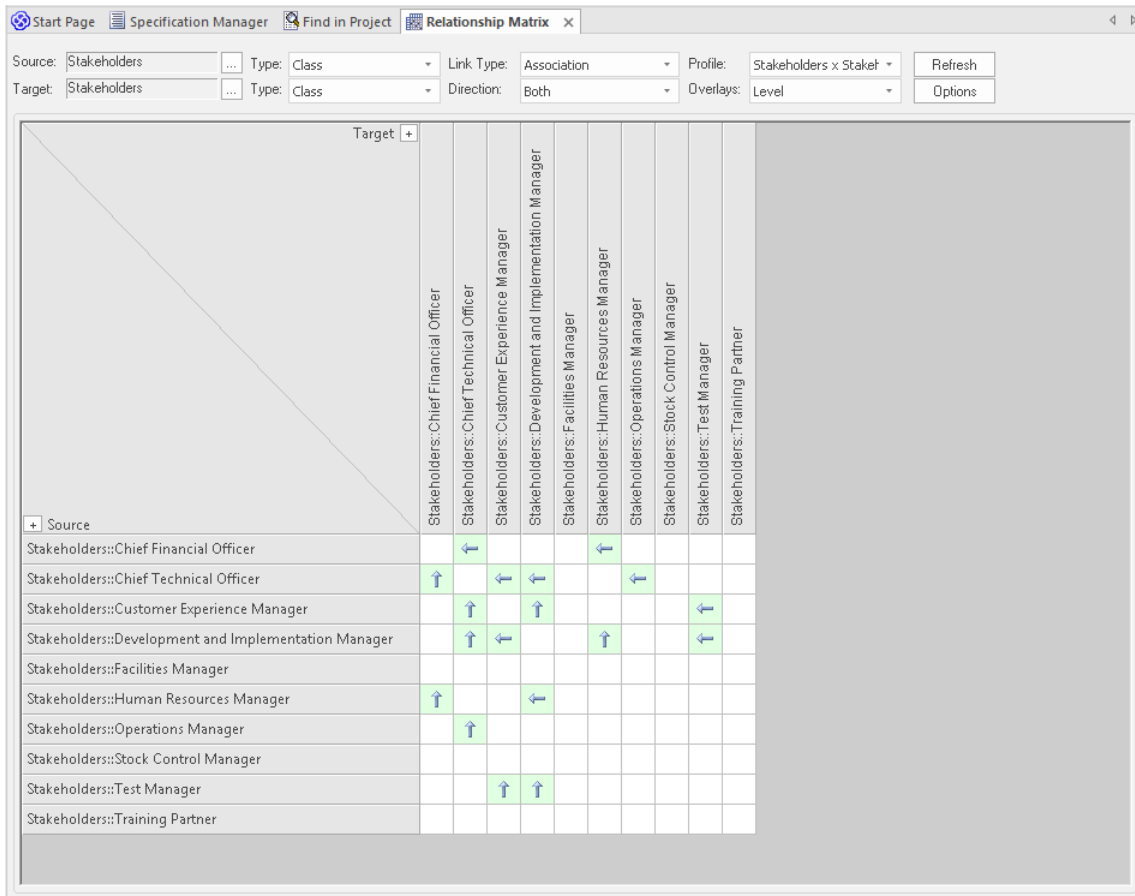 Start Page Specification Manager Find in Project Relationship Matrix
Source: Stakeholders ... Type: Class Link Type: Association Profile: Stakeholders x Stakeh Refresh
Target: Stakeholders ... Type: Class Direction: Both Overlays: Level Options
Target +
Stakeholders::Chief Financial Officer
Stakeholders::Chief Technical Officer
Stakeholders::Customer Experience Manager
Stakeholders::Development and Implementation Manager
Stakeholders::Facilities Manager
Stakeholders::Human Resources Manager
Stakeholders::Operations Manager
Stakeholders::Stock Control Manager
Stakeholders::Test Manager
Stakeholders::Training Partner
+ Source
Stakeholders::Chief Financial Officer
Stakeholders::Chief Technical Officer
Stakeholders::Customer Experience Manager
Stakeholders::Development and Implementation Manager
Stakeholders::Facilities Manager
Stakeholders::Human Resources Manager
Stakeholders::Operations Manager
Stakeholders::Stock Control Manager
Stakeholders::Test Manager
Stakeholders::Training Partner